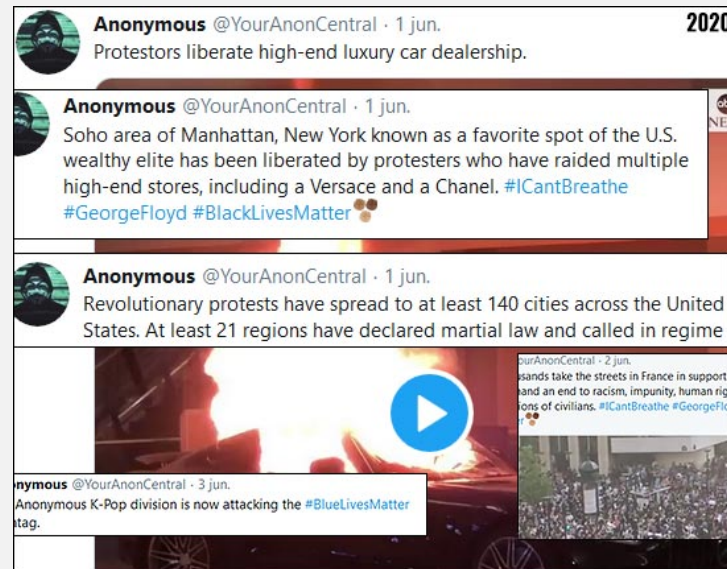 Anonymous @YourAnonCentral · 1 jun.
2020
Protestors liberate high-end luxury car dealership.
Anonymous @YourAnonCentral · 1 jun.
Soho area of Manhattan, New York known as a favorite spot of the U.S.
wealthy elite has been liberated by protesters who have raided multiple
high-end stores, including a Versace and a Chanel. #ICantBreathe
#GeorgeFloyd #BlackLivesMatter
Anonymous @YourAnonCentral · 1 jun.
Revolutionary protests have spread to at least 140 cities across the United
States. At least 21 regions have declared martial law and called in regime
ourAnonCentral · 2 jun.
usands take the streets in France in support
and an end to racism, impunity, human rig
ions of civilians. #ICantBreathe #GeorgeFlo
nymous @YourAnonCentral · 3 jun.
Anonymous K-Pop division is now attacking the #BlueLivesMatter
htag.